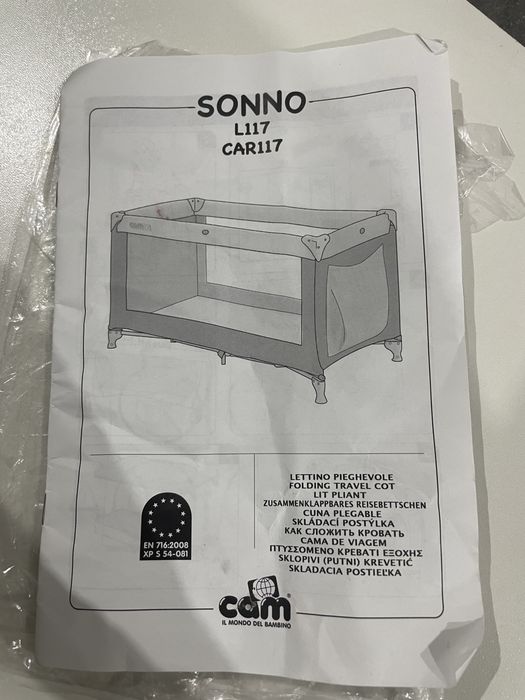 SONNO
L117
CAR117
EN 716:2008
XP S 54-081
LETTINO PIEGHEVOLE
FOLDING TRAVEL COT
LIT PLIANT
ZUSAMMENKLAPPBARES REISEBETTSCHEN
CUNA PLEGABLE
SKLÁDACÍ POSTÝLKA
КАК СЛОЖИТЬ КРОВАТЬ
CAMA DE VIAGEM
ΠΤΥΣΣΟΜΕΝΟ ΚΡΕΒΑΤΙ ΕΞΟΧΗΣ
SKLOPIVI (PUTNI) KREVETIĆ
SKLADACIA POSTIEĽKA
cam
IL MONDO DEL BAMBINO